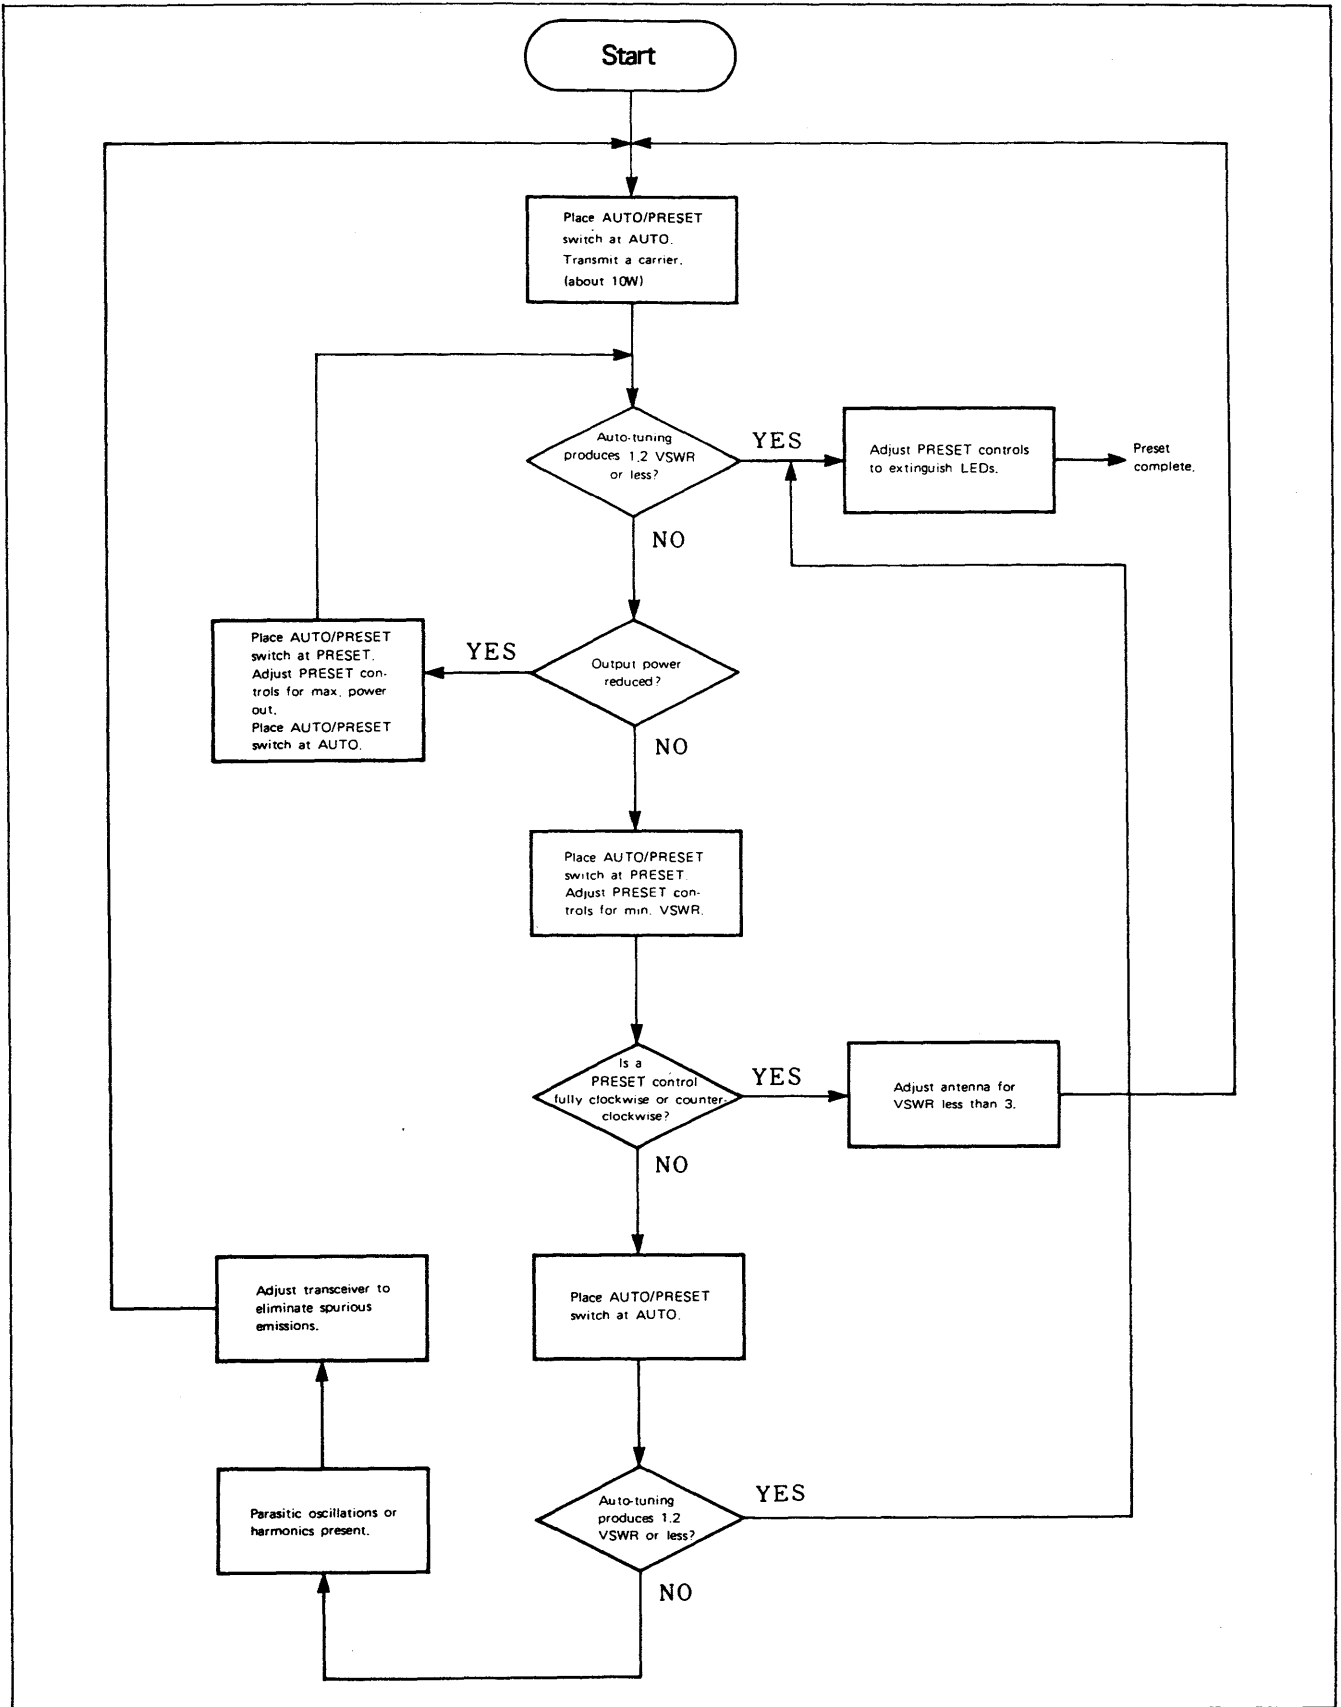 Start
Place AUTO/PRESET
switch at AUTO.
Transmit a carrier.
(about 10W)
Auto-tuning
produces 1.2 VSWR
or less?
YES
Adjust PRESET controls
to extinguish LEDs.
Preset
complete.
NO
Output power
reduced?
YES
Place AUTO/PRESET
switch at PRESET.
Adjust PRESET con-
trols for max. power
out.
Place AUTO/PRESET
switch at AUTO.
NO
Place AUTO/PRESET
switch at PRESET.
Adjust PRESET con-
trols for min. VSWR.
Is a
PRESET control
fully clockwise or counter-
clockwise?
YES
Adjust antenna for
VSWR less than 3.
NO
Place AUTO/PRESET
switch at AUTO.
Auto-tuning
produces 1.2
VSWR or less?
YES
NO
Parasitic oscillations or
harmonics present.
Adjust transceiver to
eliminate spurious
emissions.